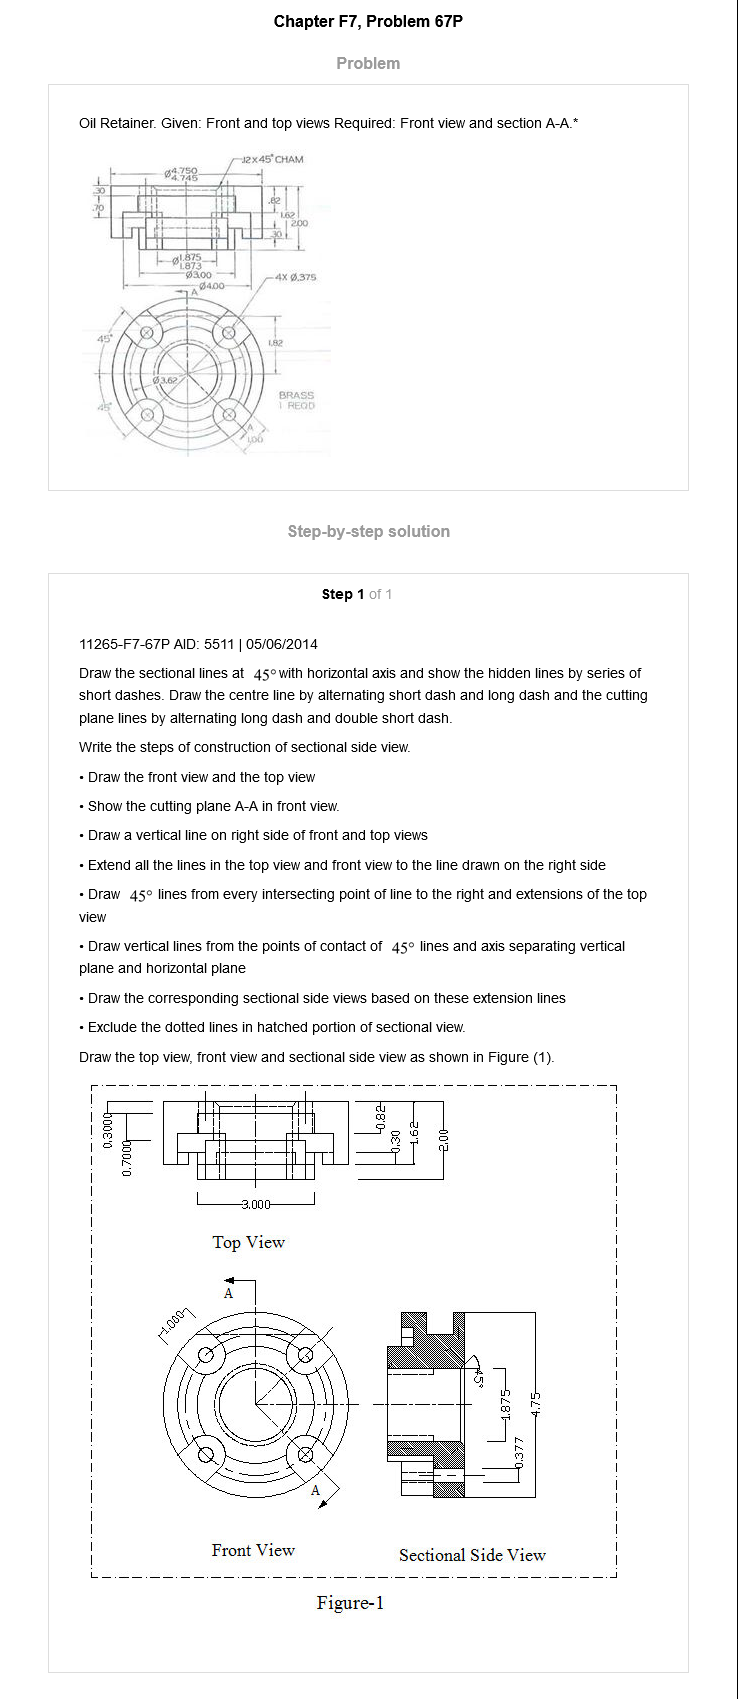 Chapter F7, Problem 67P
Problem
Oil Retainer. Given: Front and top views Required: Front view and section A-A.*
.12X45° CHAM
Ø4.750
4.745
.30
.70
.82
1.62
2.00
.30
Ø1.875
1.873
Ø3.00
Ø4.00
A
4X Ø.375
45°
1.82
Ø3.62
BRASS
1 REQD
45°
A
1.00
Step-by-step solution
Step 1 of 1
11265-F7-67P AID: 5511 | 05/06/2014
Draw the sectional lines at 45° with horizontal axis and show the hidden lines by series of
short dashes. Draw the centre line by alternating short dash and long dash and the cutting
plane lines by alternating long dash and double short dash.
Write the steps of construction of sectional side view.
• Draw the front view and the top view
• Show the cutting plane A-A in front view.
• Draw a vertical line on right side of front and top views
• Extend all the lines in the top view and front view to the line drawn on the right side
• Draw 45° lines from every intersecting point of line to the right and extensions of the top
view
• Draw vertical lines from the points of contact of 45° lines and axis separating vertical
plane and horizontal plane
• Draw the corresponding sectional side views based on these extension lines
• Exclude the dotted lines in hatched portion of sectional view.
Draw the top view, front view and sectional side view as shown in Figure (1).
0.3000
0.7000
0.82
0.30
1.62
2.00
3.000
Top View
A
1.060
45°
1.875
4.75
0.377
A
Front View
Sectional Side View
Figure-1